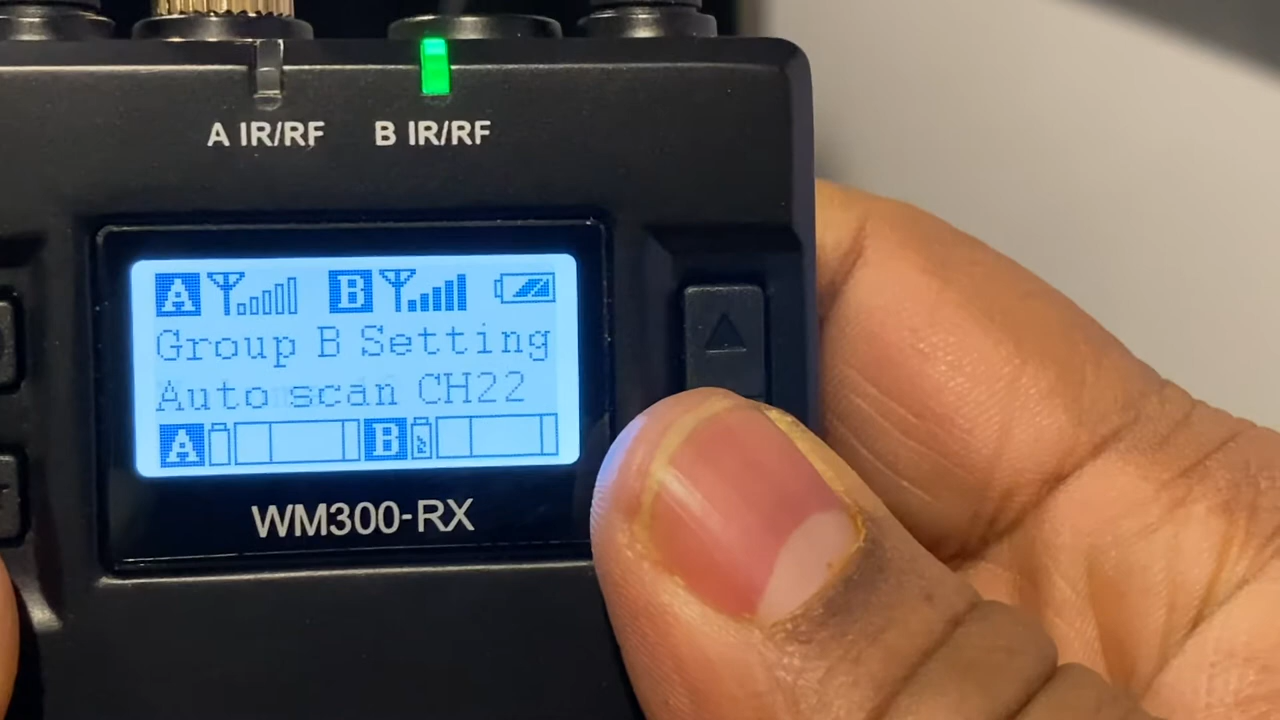 A IR/RF B IR/RF
A B
Group B Setting
Auto scan CH22
A B
WM300-RX